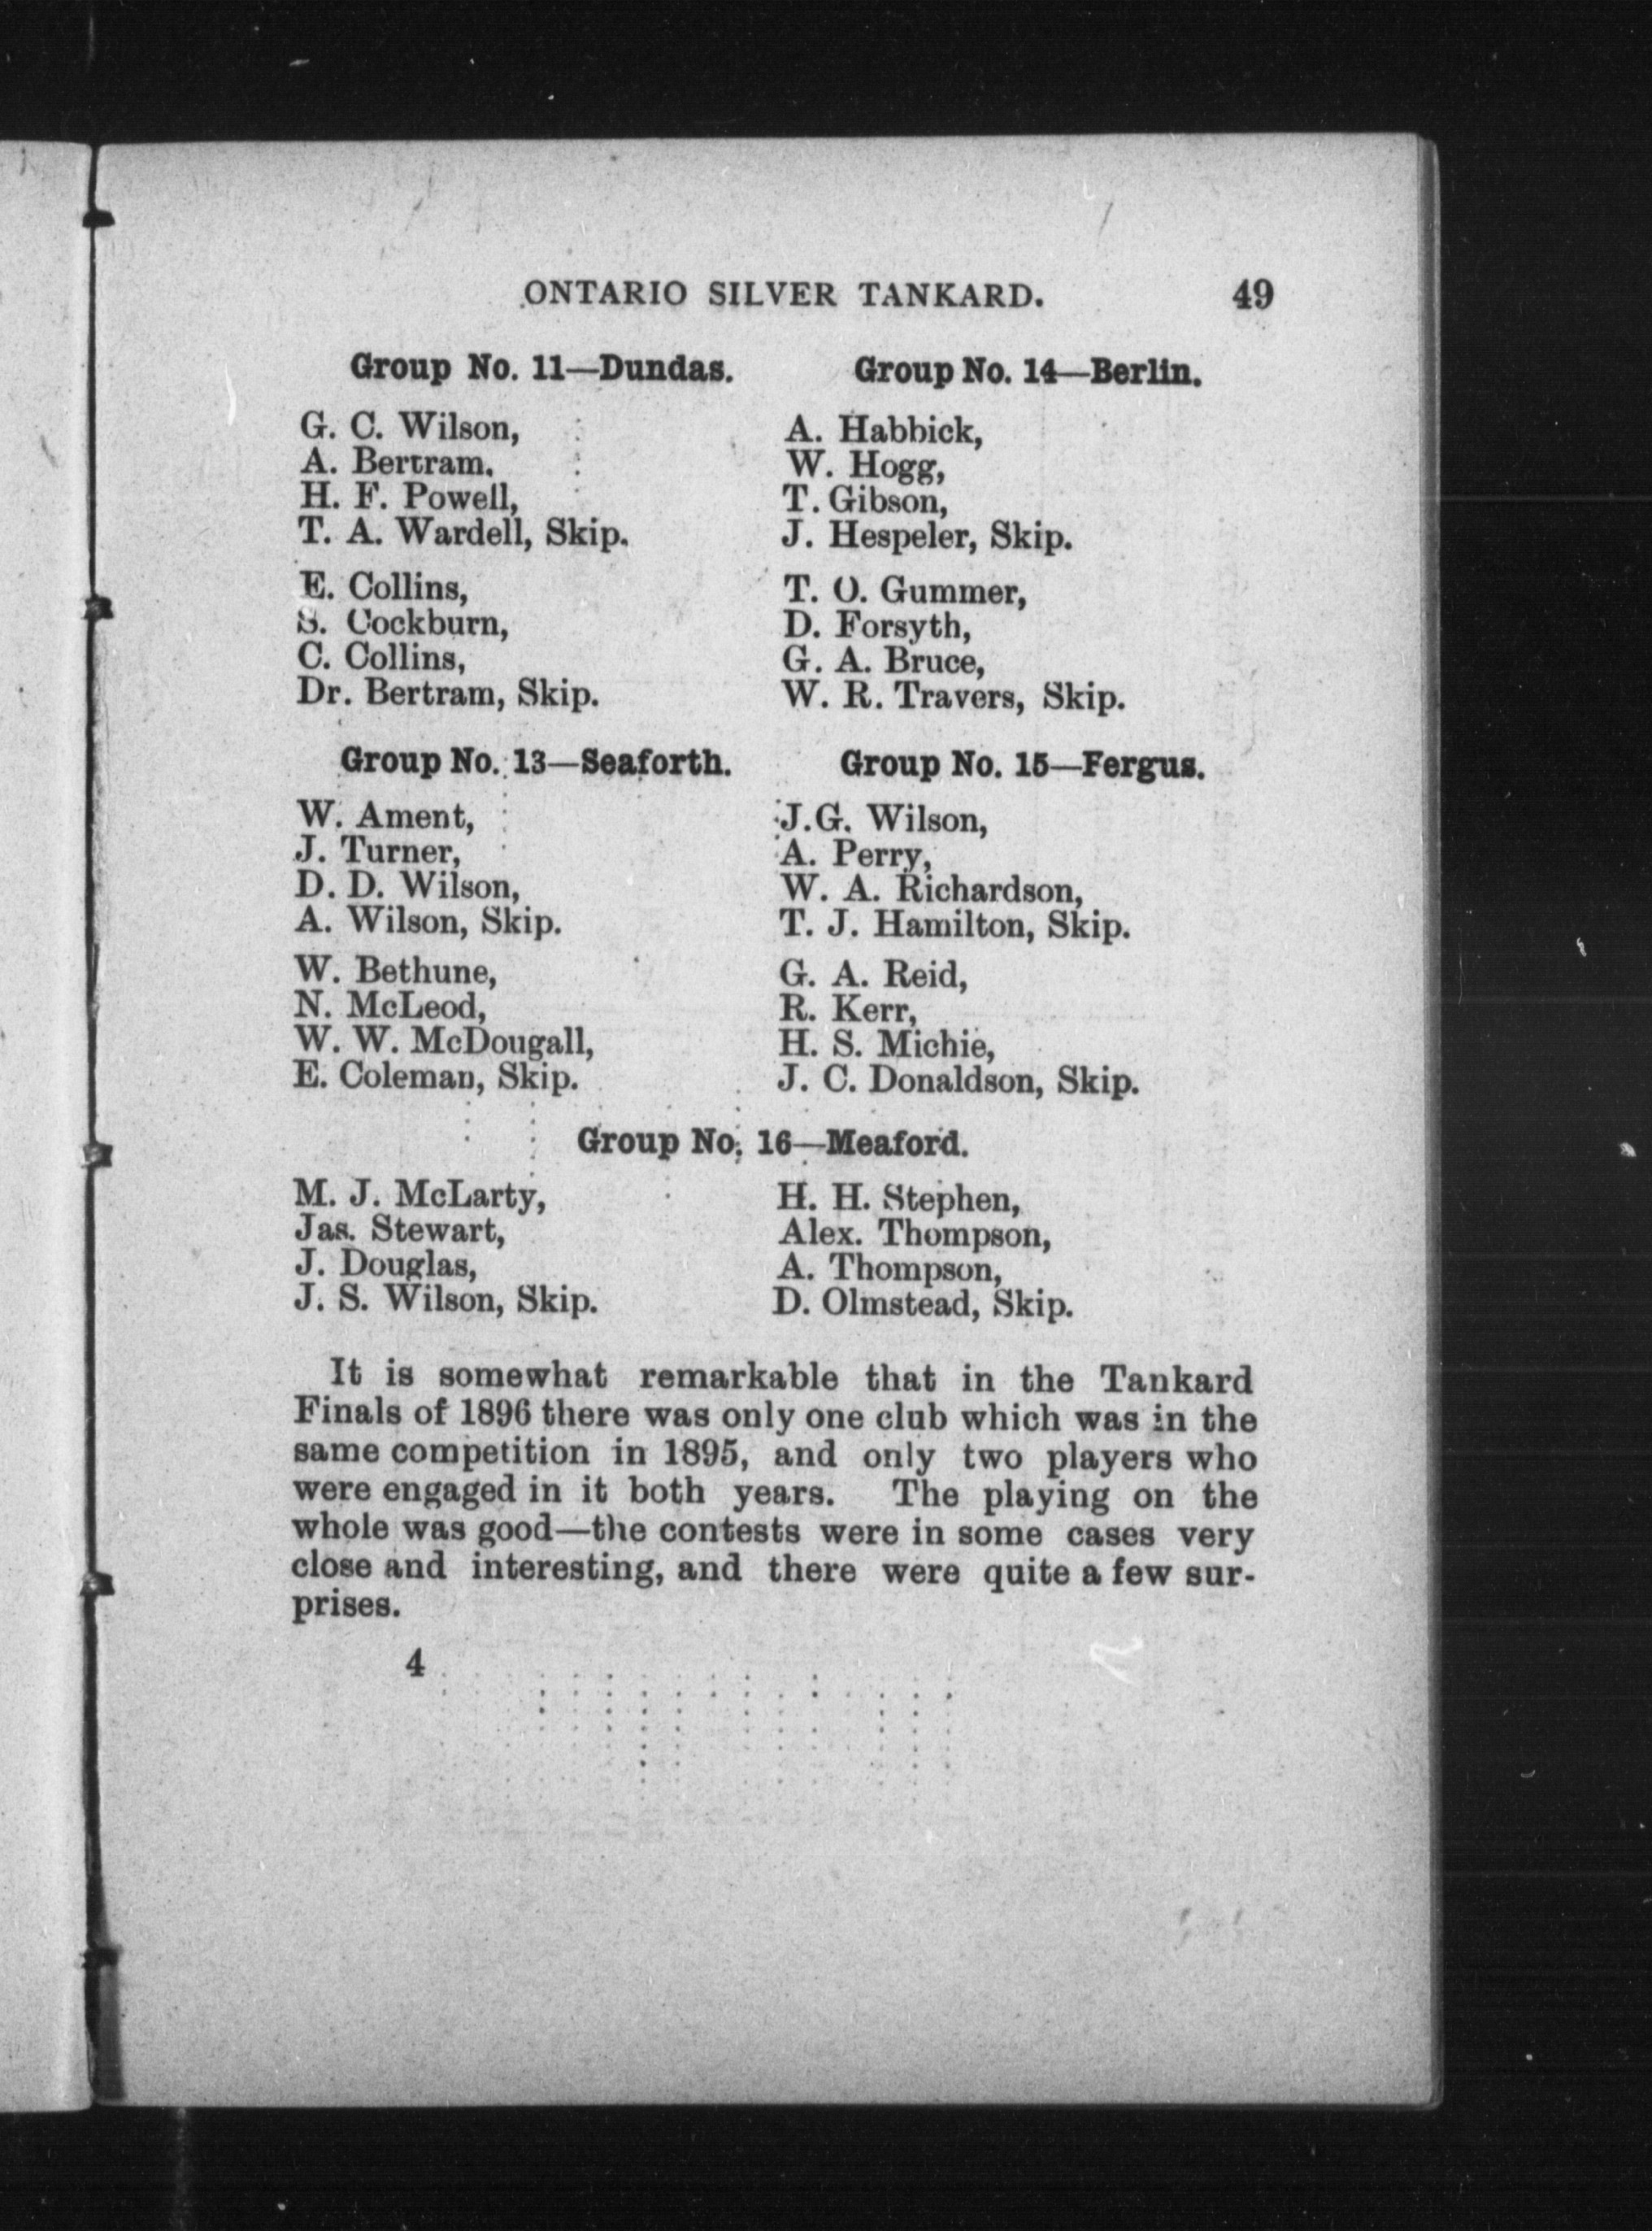 ONTARIO SILVER TANKARD. 49
Group No. 11—Dundas.
G. C. Wilson,
A. Bertram.
H. F. Powell,
T. A. Wardell, Skip.
E. Collins,
S. Cockburn,
C. Collins,
Dr. Bertram, Skip.
Group No. 13—Seaforth.
W. Ament,
J. Turner,
D. D. Wilson,
A. Wilson, Skip.
W. Bethune,
N. McLeod,
W. W. McDougall,
E. Coleman, Skip.
Group No. 14—Berlin.
A. Habbick,
W. Hogg,
T. Gibson,
J. Hespeler, Skip.
T. O. Gummer,
D. Forsyth,
G. A. Bruce,
W. R. Travers, Skip.
Group No. 15—Fergus.
J.G. Wilson,
A. Perry,
W. A. Richardson,
T. J. Hamilton, Skip.
G. A. Reid,
R. Kerr,
H. S. Michie,
J. C. Donaldson, Skip.
Group No. 16—Meaford.
M. J. McLarty,
Jas. Stewart,
J. Douglas,
J. S. Wilson, Skip.
H. H. Stephen,
Alex. Thompson,
A. Thompson,
D. Olmstead, Skip.
It is somewhat remarkable that in the Tankard
Finals of 1896 there was only one club which was in the
same competition in 1895, and only two players who
were engaged in it both years. The playing on the
whole was good—the contests were in some cases very
close and interesting, and there were quite a few sur-
prises.
4